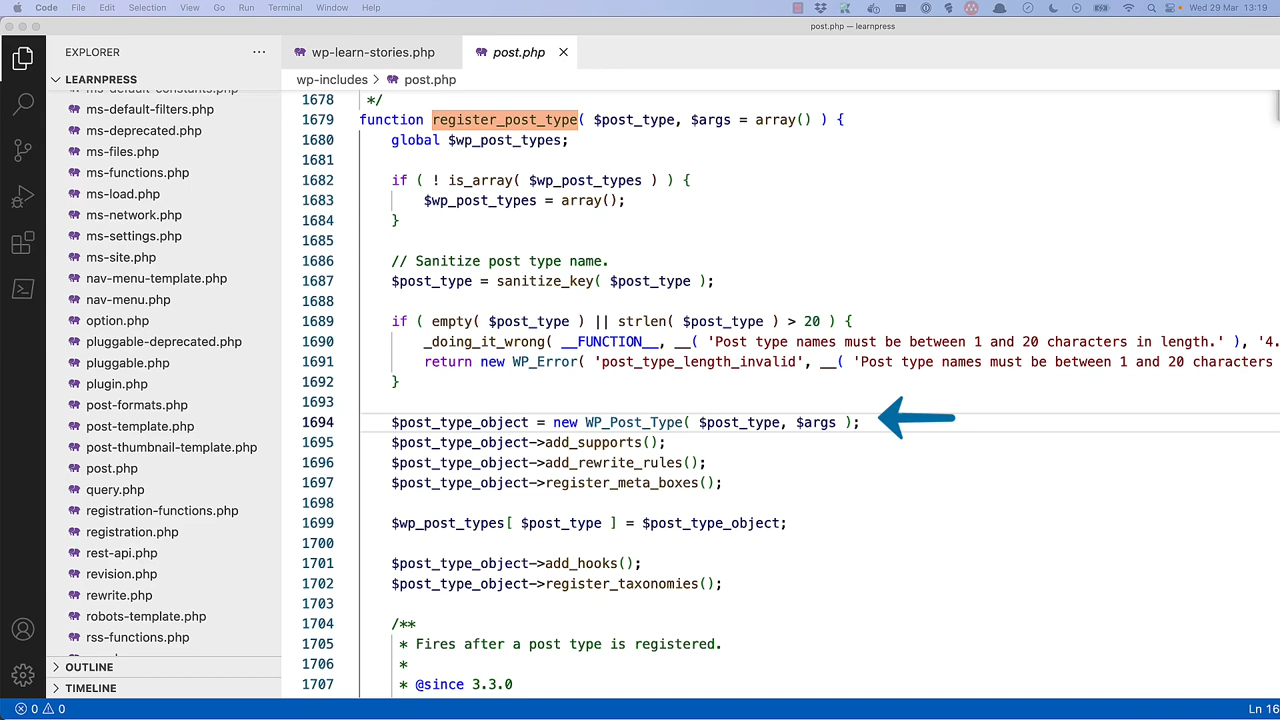 Code File Edit Selection View Go Run Terminal Window Help Wed 29 Mar 13:19
post.php — learnpress
EXPLORER
wp-learn-stories.php
post.php
LEARNPRESS
wp-includes > post.php
ms-default-constants.php
ms-default-filters.php
ms-deprecated.php
ms-files.php
ms-functions.php
ms-load.php
ms-network.php
ms-settings.php
ms-site.php
nav-menu-template.php
nav-menu.php
option.php
pluggable-deprecated.php
pluggable.php
plugin.php
post-formats.php
post-template.php
post-thumbnail-template.php
post.php
query.php
registration-functions.php
registration.php
rest-api.php
revision.php
rewrite.php
robots-template.php
rss-functions.php
OUTLINE
TIMELINE
1678 */
1679 function register_post_type( $post_type, $args = array() ) {
1680 global $wp_post_types;
1681
1682 if ( ! is_array( $wp_post_types ) ) {
1683 $wp_post_types = array();
1684 }
1685
1686 // Sanitize post type name.
1687 $post_type = sanitize_key( $post_type );
1688
1689 if ( empty( $post_type ) || strlen( $post_type ) > 20 ) {
1690 _doing_it_wrong( __FUNCTION__, __( 'Post type names must be between 1 and 20 characters in length.' ), '4.
1691 return new WP_Error( 'post_type_length_invalid', __( 'Post type names must be between 1 and 20 characters
1692 }
1693
1694 $post_type_object = new WP_Post_Type( $post_type, $args );
1695 $post_type_object->add_supports();
1696 $post_type_object->add_rewrite_rules();
1697 $post_type_object->register_meta_boxes();
1698
1699 $wp_post_types[ $post_type ] = $post_type_object;
1700
1701 $post_type_object->add_hooks();
1702 $post_type_object->register_taxonomies();
1703
1704 /**
1705 * Fires after a post type is registered.
1706 *
1707 * @since 3.3.0
0 0
Ln 16